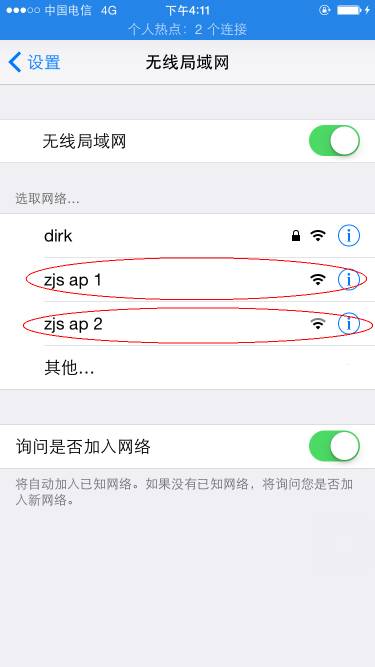 中国电信 4G 下午4:11
个人热点：2 个连接
设置 无线局域网
无线局域网
选取网络...
dirk
zjs ap 1
zjs ap 2
其他...
询问是否加入网络
将自动加入已知网络。如果没有已知网络，将询问您是否加
入新网络。